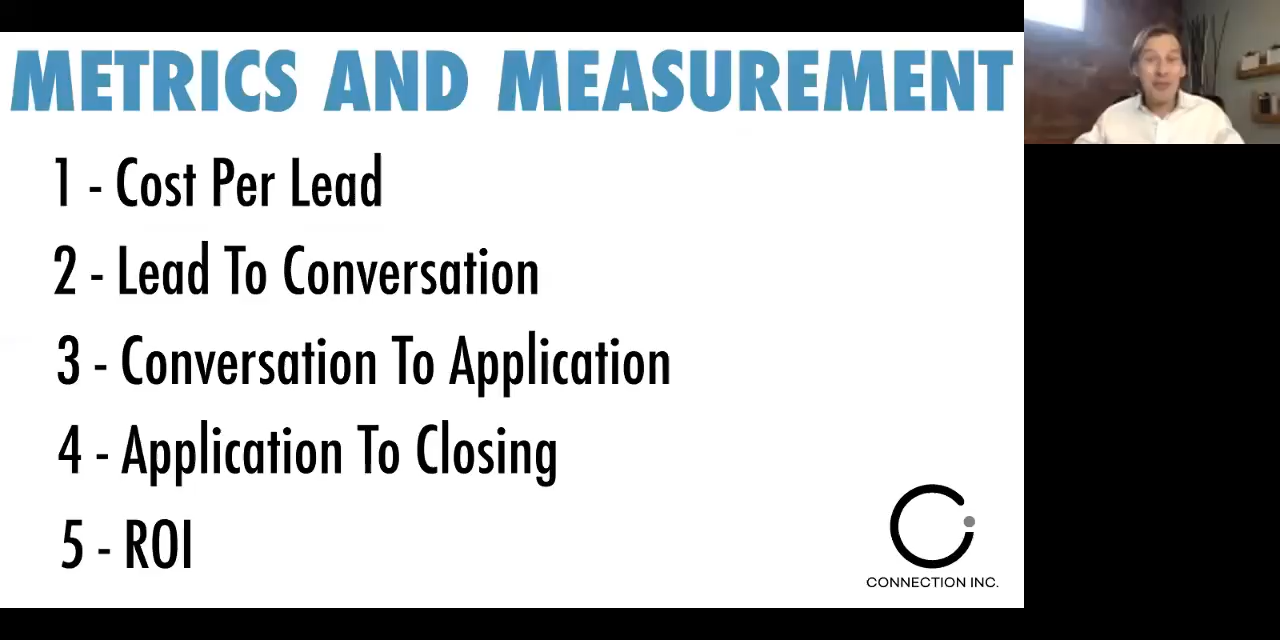 METRICS AND MEASUREMENT
1 - Cost Per Lead
2 - Lead To Conversation
3 - Conversation To Application
4 - Application To Closing
5 - ROI
CONNECTION INC.